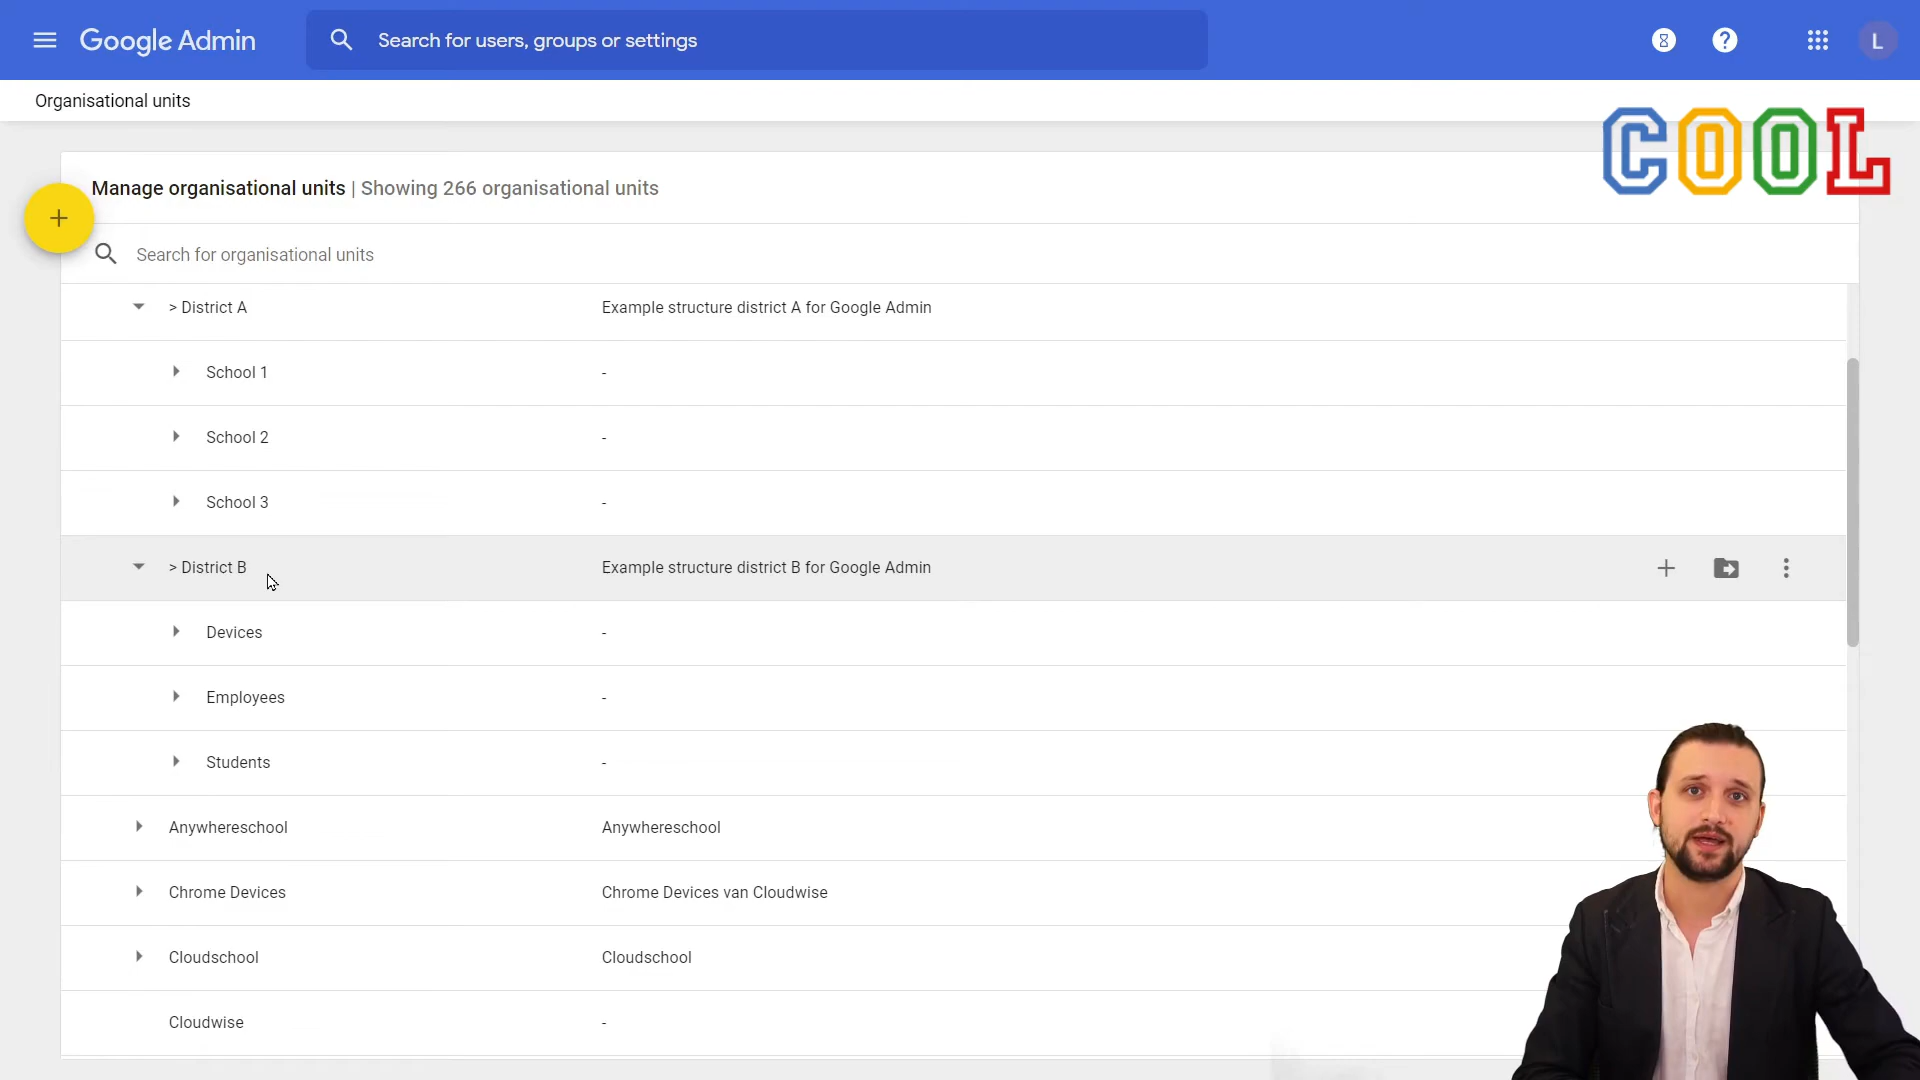 Google Admin
Search for users, groups or settings
L
Organisational units
COOL
Manage organisational units | Showing 266 organisational units
Search for organisational units
> District A
Example structure district A for Google Admin
School 1
-
School 2
-
School 3
-
> District B
Example structure district B for Google Admin
Devices
-
Employees
-
Students
-
Anywhereschool
Anywhereschool
Chrome Devices
Chrome Devices van Cloudwise
Cloudschool
Cloudschool
Cloudwise
-